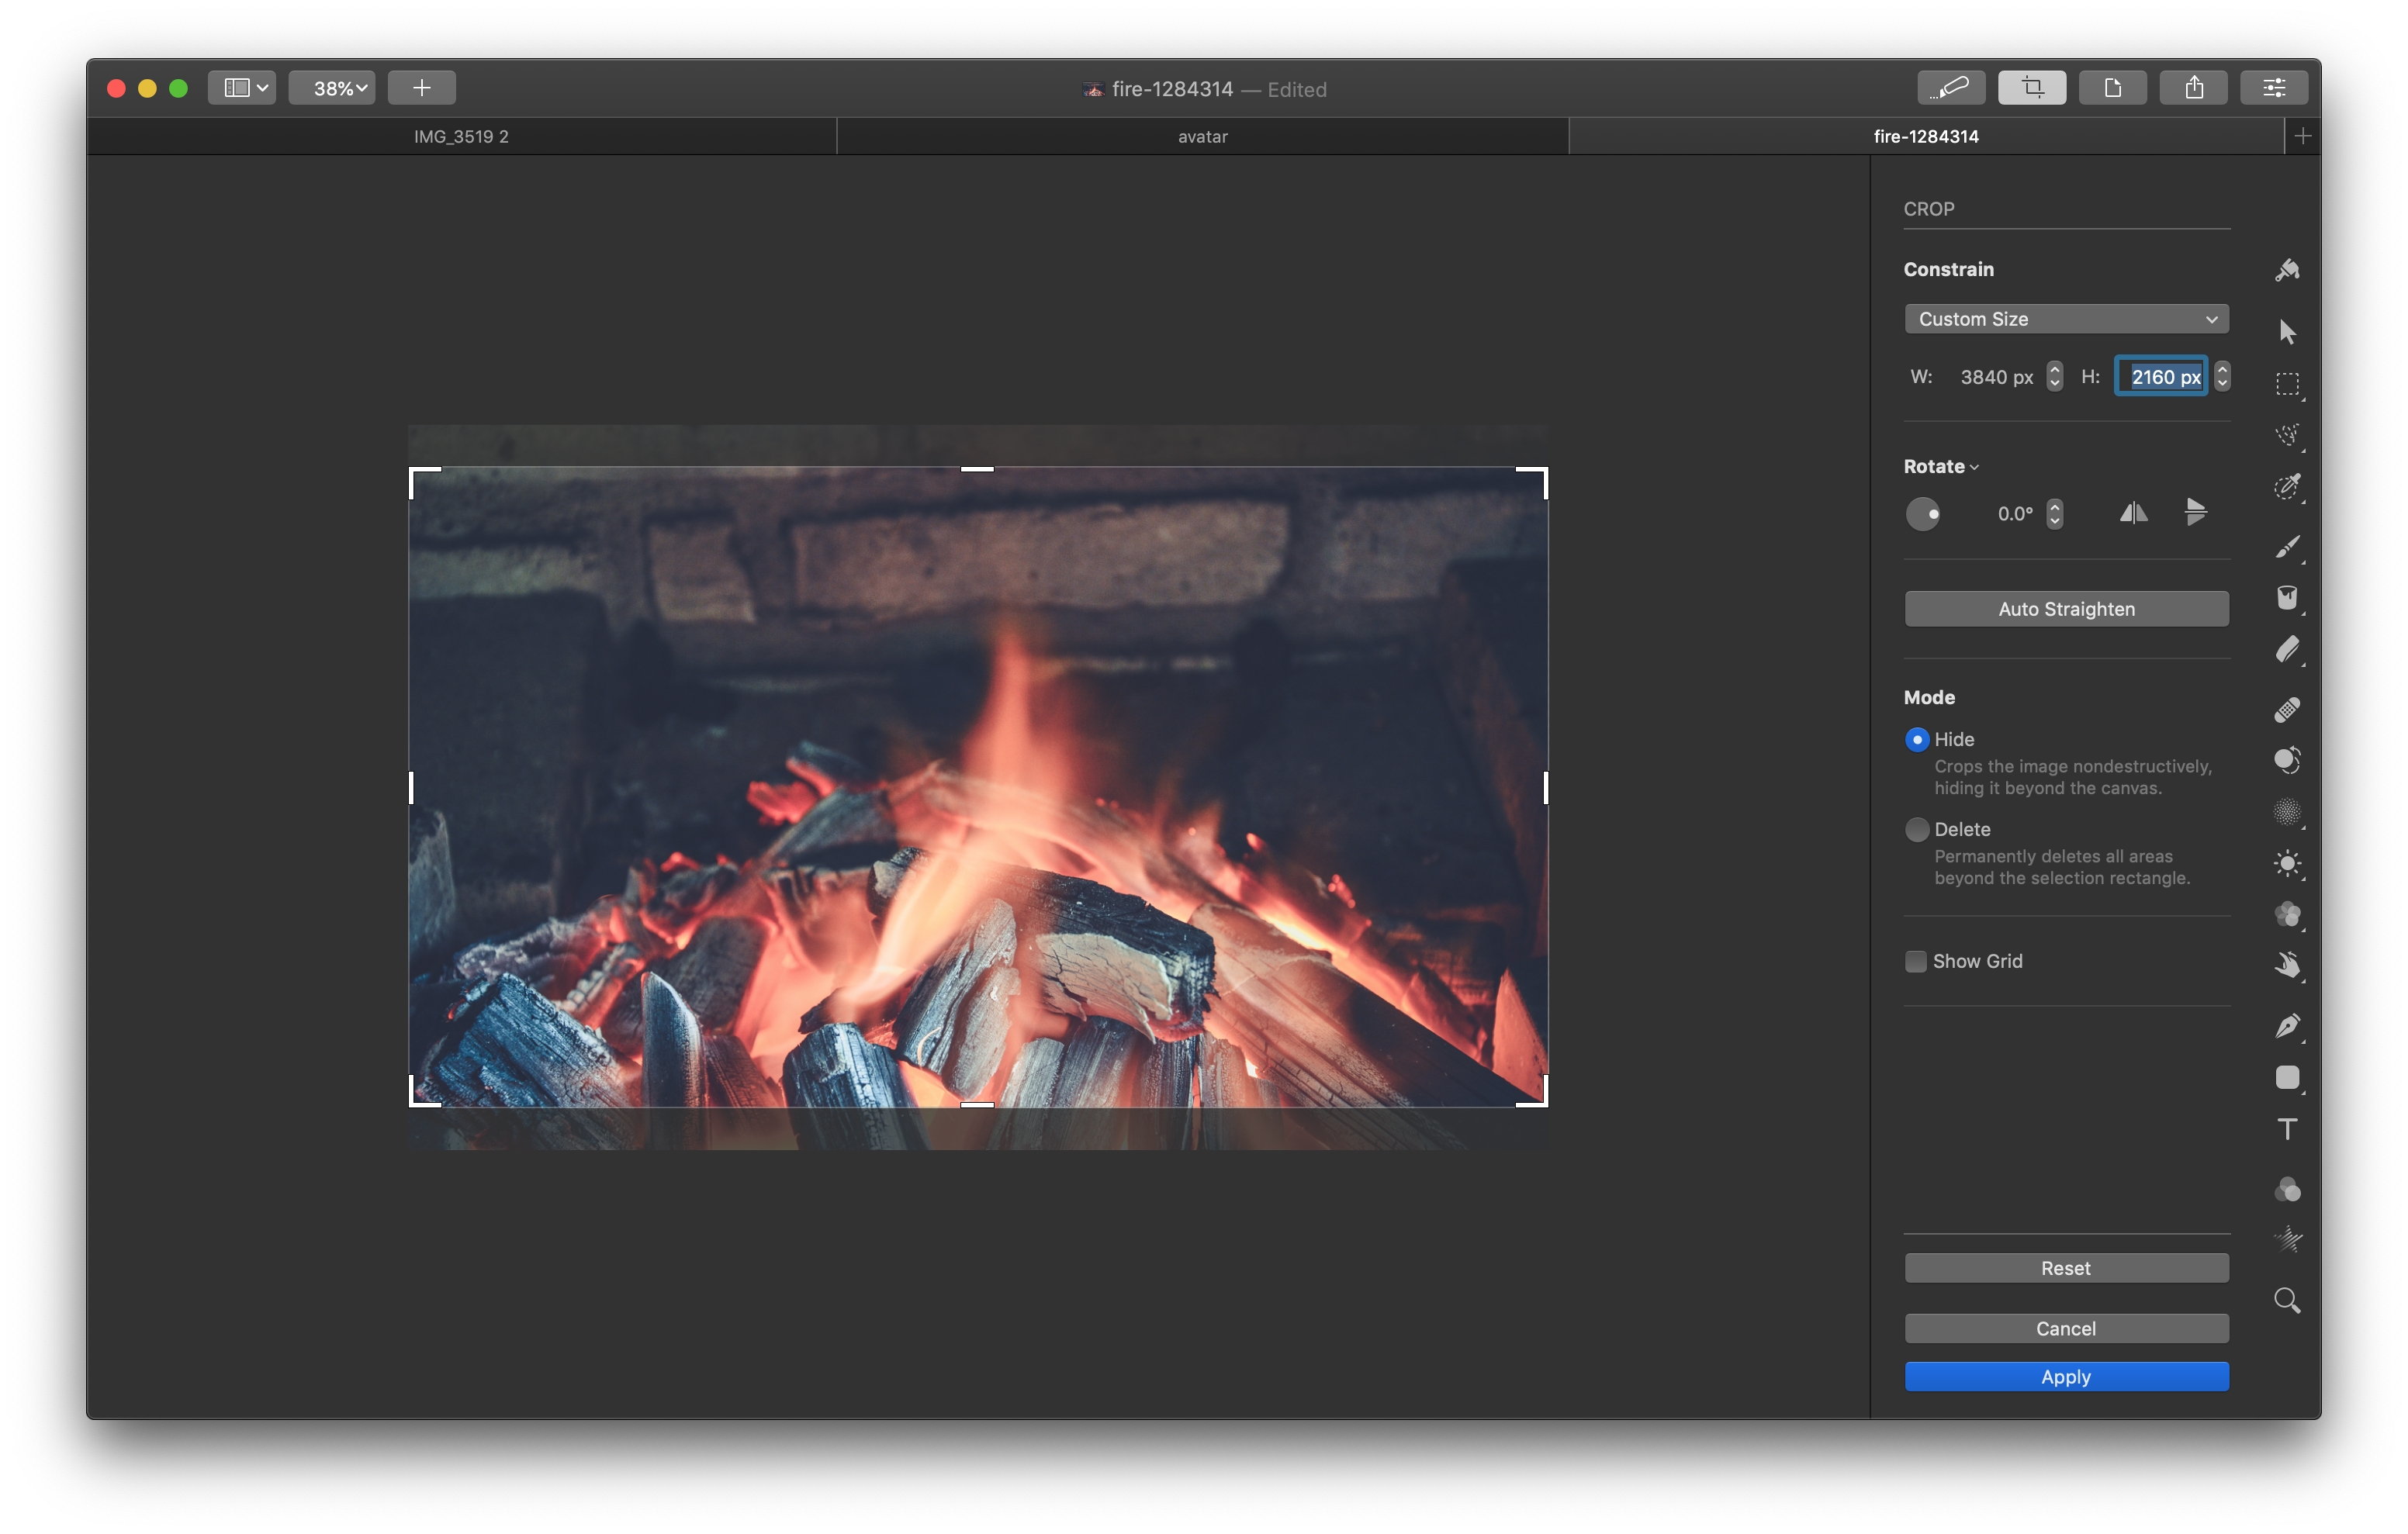 38%
fire-1284314 — Edited
IMG_3519 2
avatar
fire-1284314
CROP
Constrain
Custom Size
W: 3840 px H: 2160 px
Rotate
0.0°
Auto Straighten
Mode
Hide
Crops the image nondestructively,
hiding it beyond the canvas.
Delete
Permanently deletes all areas
beyond the selection rectangle.
Show Grid
Reset
Cancel
Apply